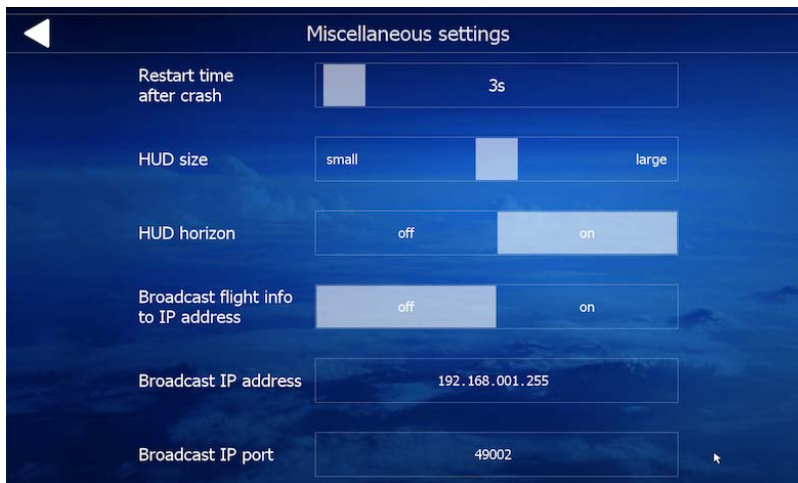 Miscellaneous settings
Restart time
after crash
3s
HUD size
small
large
HUD horizon
off
on
Broadcast flight info
to IP address
off
on
Broadcast IP address
192.168.001.255
Broadcast IP port
49002